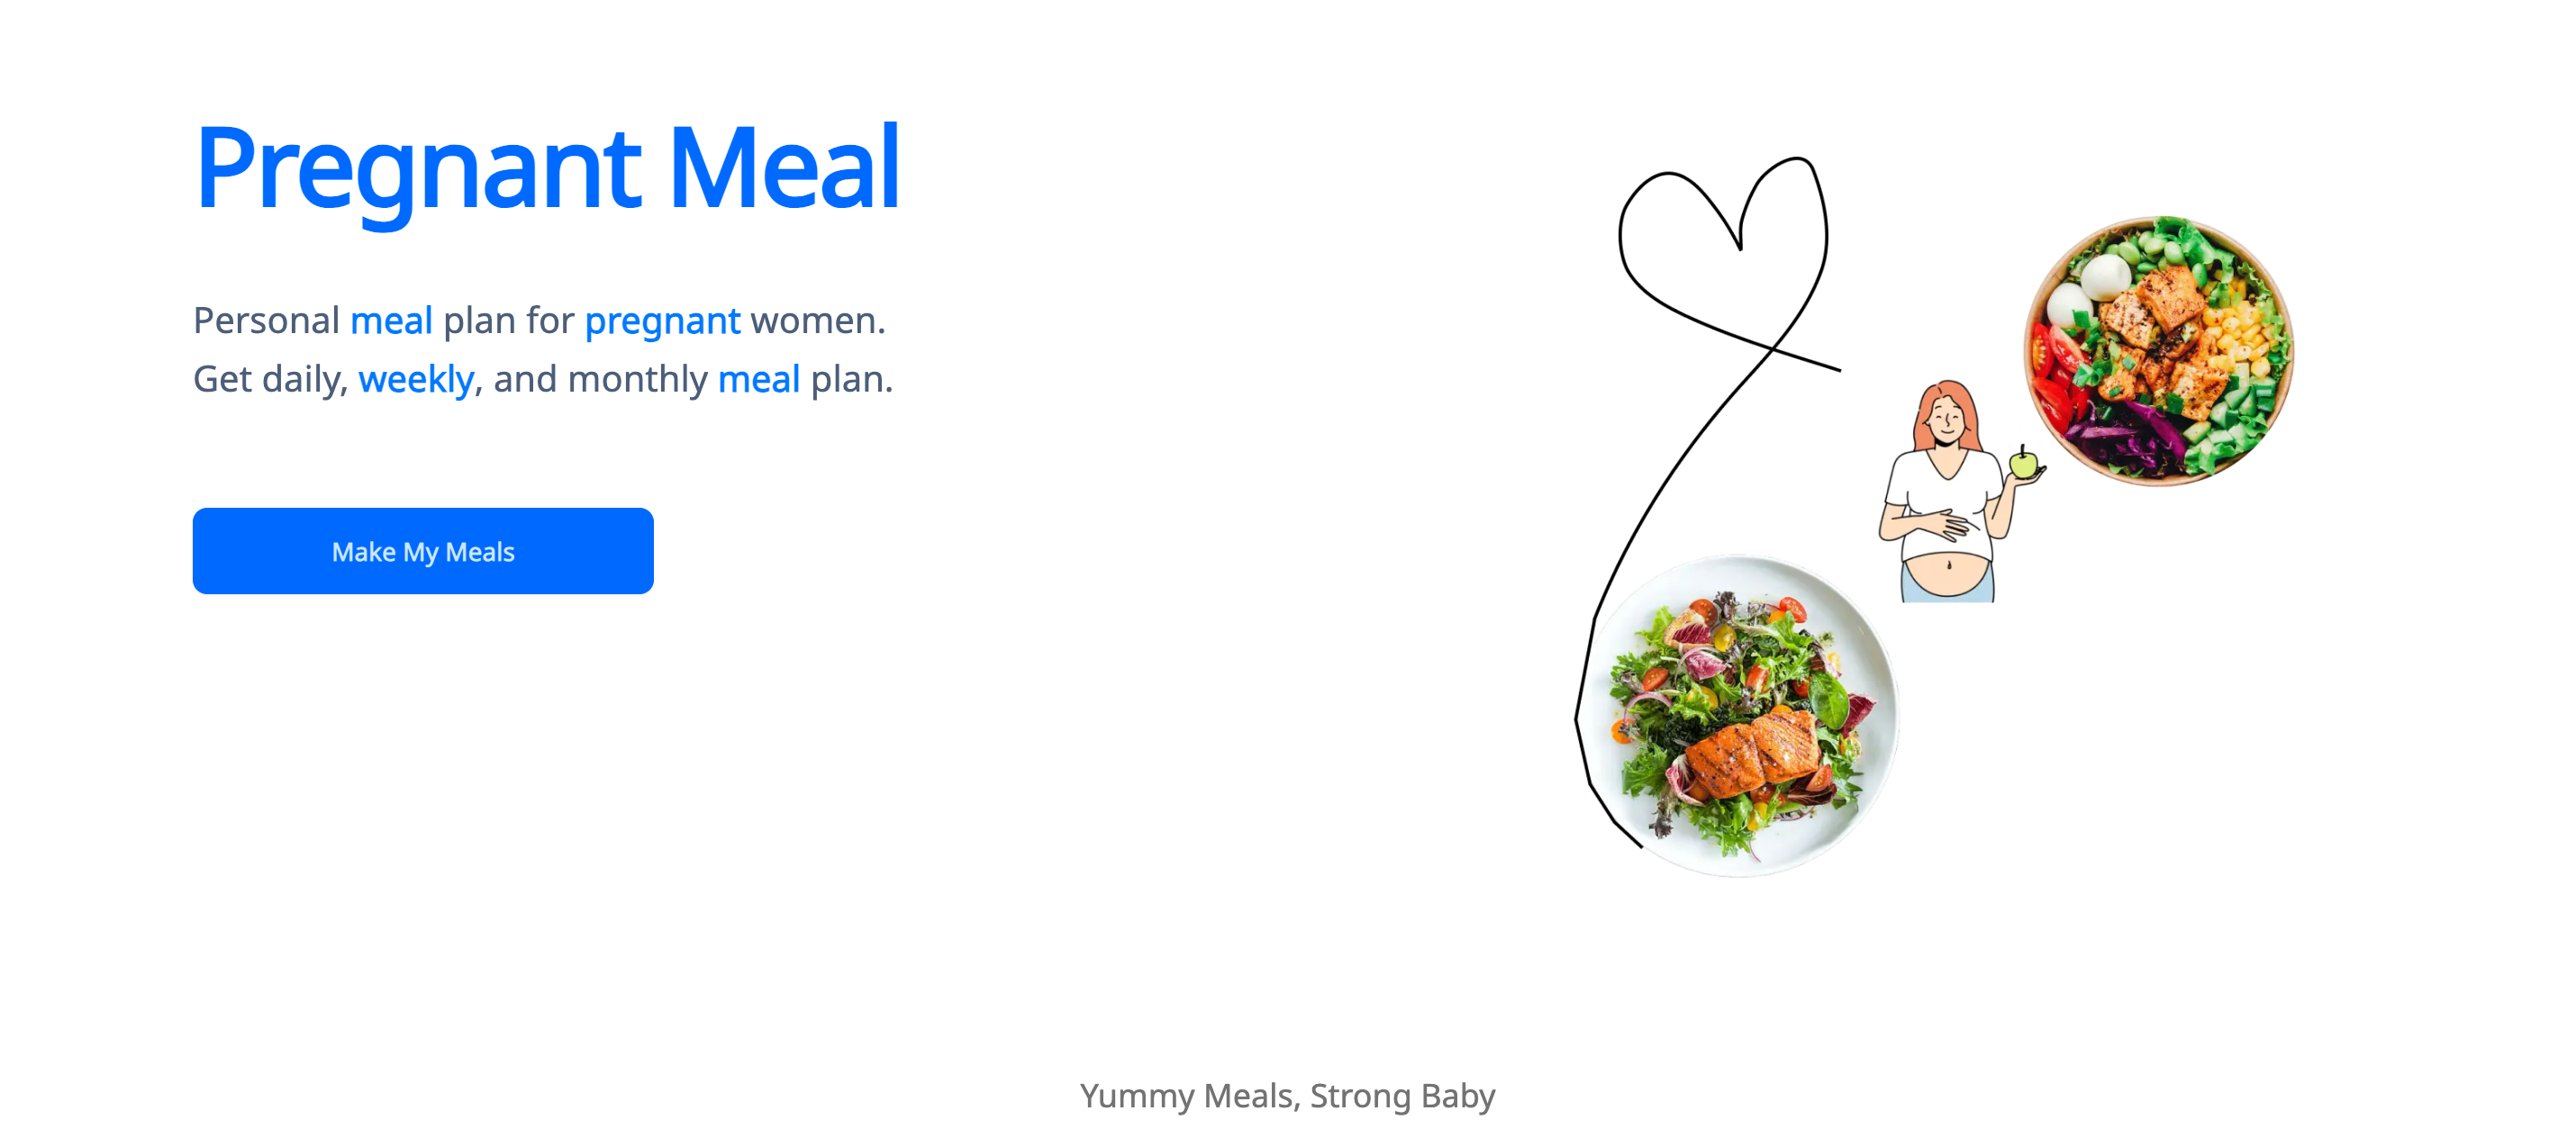 Pregnant Meal
Personal meal plan for pregnant women.
Get daily, weekly, and monthly meal plan.
Make My Meals
Yummy Meals, Strong Baby